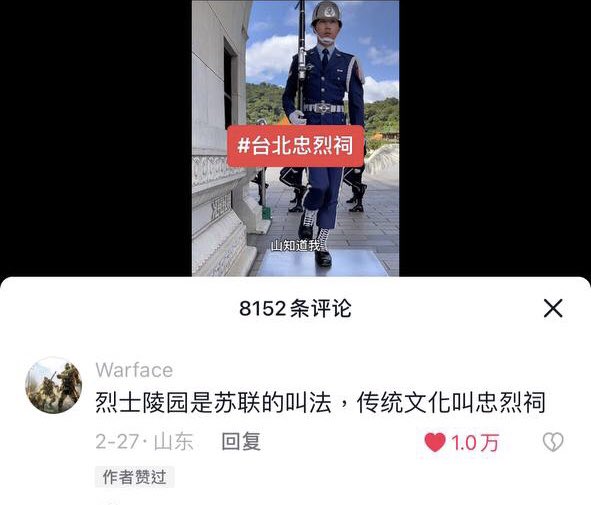 #台北忠烈祠
山知道我
8152条评论
Warface
烈士陵园是苏联的叫法，传统文化叫忠烈祠
2-27·山东 回复 1.0万
作者赞过